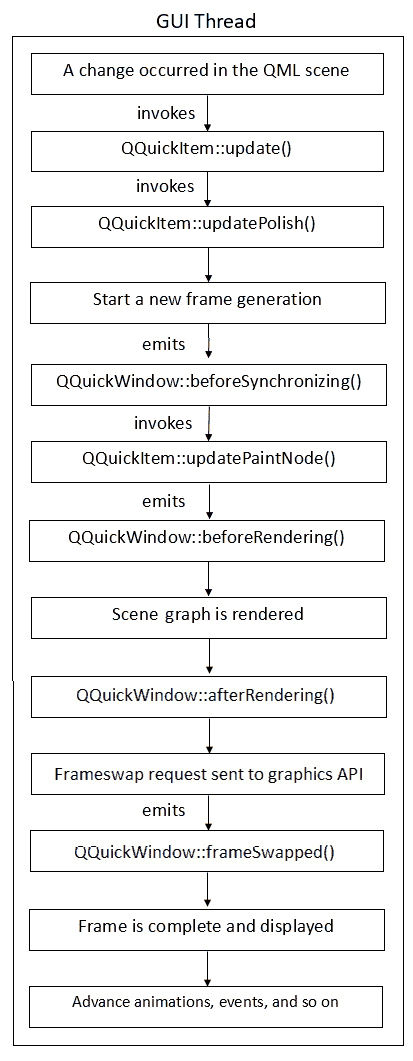 GUI Thread
A change occurred in the QML scene
invokes
QQuickItem::update()
invokes
QQuickItem::updatePolish()
Start a new frame generation
emits
QQuickWindow::beforeSynchronizing()
invokes
QQuickItem::updatePaintNode()
emits
QQuickWindow::beforeRendering()
Scene graph is rendered
QQuickWindow::afterRendering()
Frameswap request sent to graphics API
emits
QQuickWindow::frameSwapped()
Frame is complete and displayed
Advance animations, events, and so on